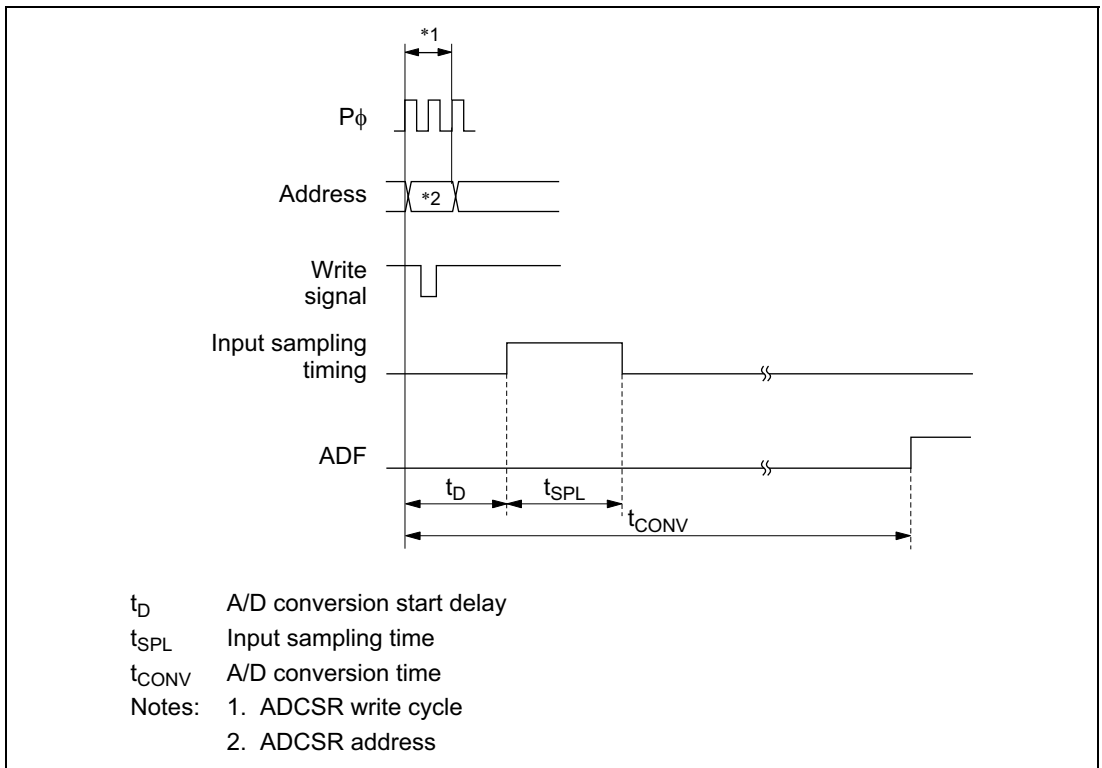 *1
Pϕ
Address
*2
Write
signal
Input sampling
timing
ADF
tD
tSPL
tCONV
tD A/D conversion start delay
tSPL Input sampling time
tCONV A/D conversion time
Notes: 1. ADCSR write cycle
2. ADCSR address